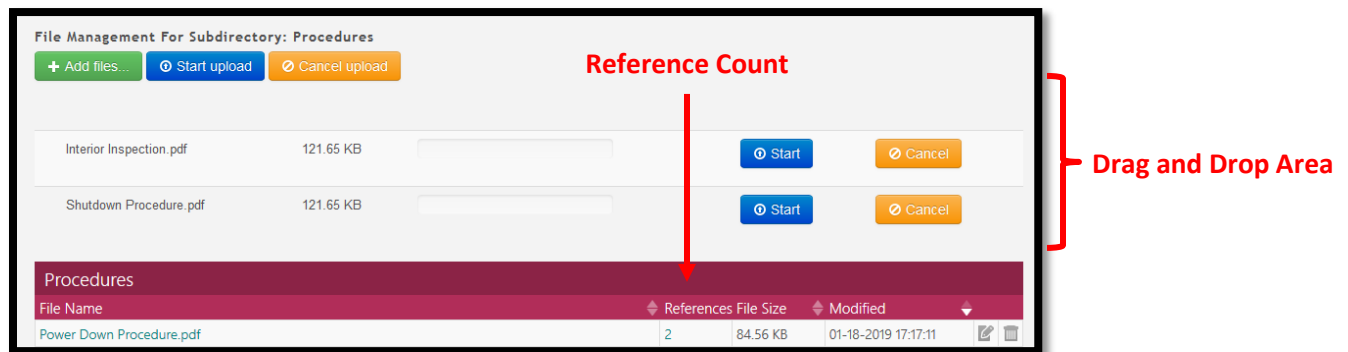 File Management For Subdirectory: Procedures
+ Add files... Start upload Cancel upload
Reference Count
Interior Inspection.pdf 121.65 KB Start Cancel
Drag and Drop Area
Shutdown Procedure.pdf 121.65 KB Start Cancel
Procedures
File Name References File Size Modified
Power Down Procedure.pdf 2 84.56 KB 01-18-2019 17:17:11